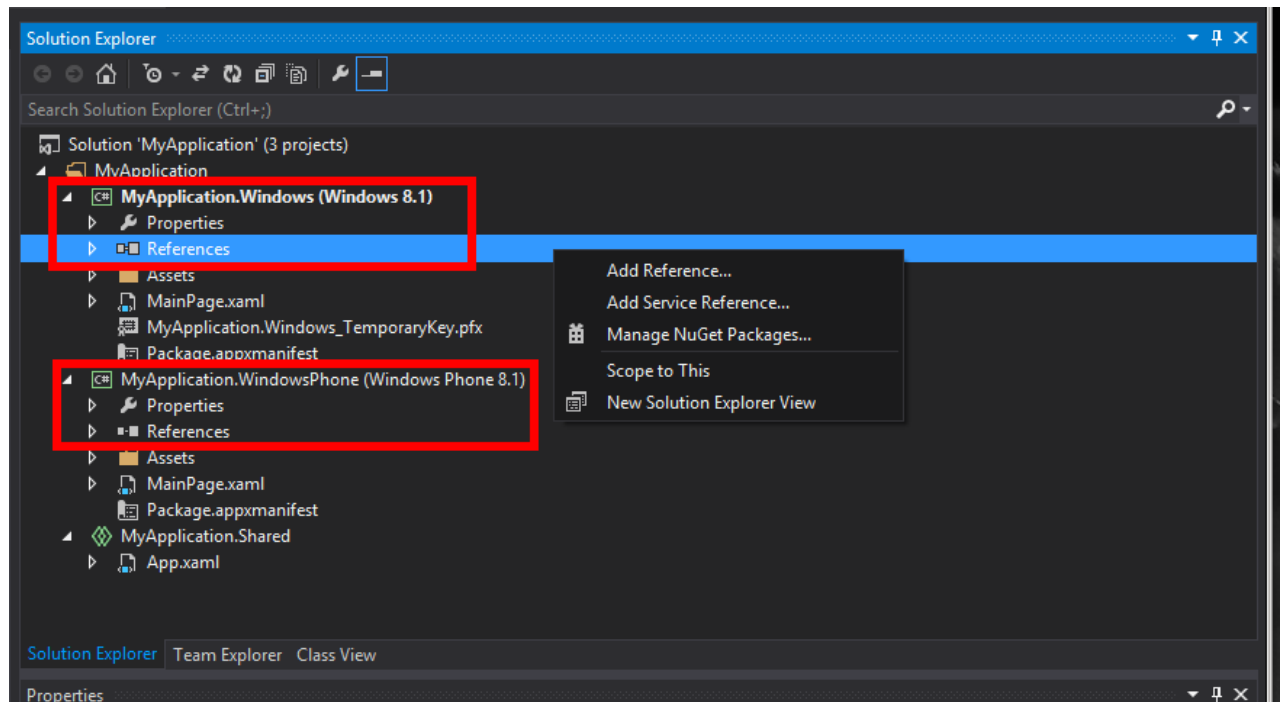 Solution Explorer
Search Solution Explorer (Ctrl+;)
Solution 'MyApplication' (3 projects)
MyApplication
C# MyApplication.Windows (Windows 8.1)
Properties
References
Assets
MainPage.xaml
MyApplication.Windows_TemporaryKey.pfx
Package.appxmanifest
C# MyApplication.WindowsPhone (Windows Phone 8.1)
Properties
References
Assets
MainPage.xaml
Package.appxmanifest
MyApplication.Shared
App.xaml
Add Reference...
Add Service Reference...
Manage NuGet Packages...
Scope to This
New Solution Explorer View
Solution Explorer Team Explorer Class View
Properties